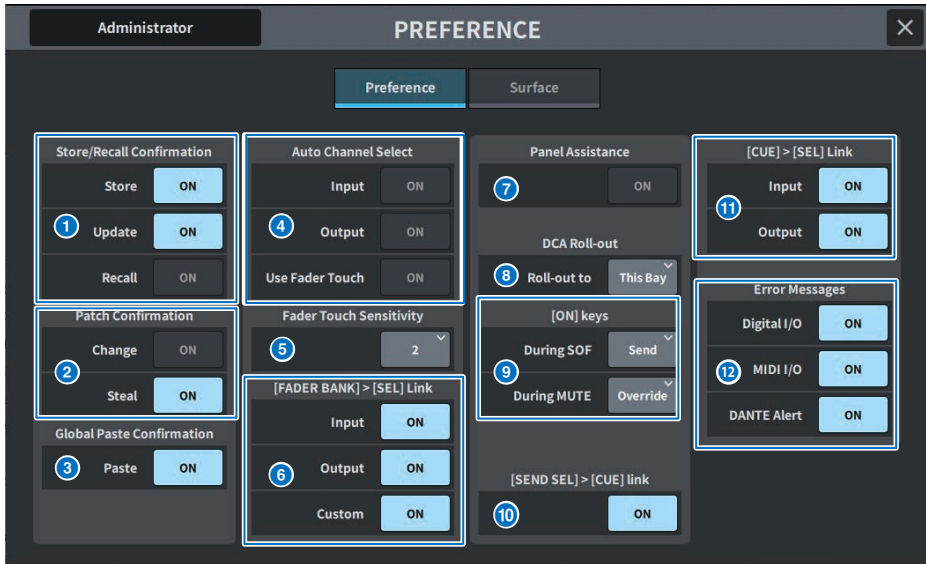 Administrator
PREFERENCE
Preference
Surface
Store/Recall Confirmation
Store ON
1 Update ON
Recall ON
Patch Confirmation
Change ON
2
Steal ON
Global Paste Confirmation
3 Paste ON
Auto Channel Select
Input ON
4 Output ON
Use Fader Touch ON
Fader Touch Sensitivity
5 2
[FADER BANK] > [SEL] Link
Input ON
6 Output ON
Custom ON
Panel Assistance
7 ON
DCA Roll-out
8 Roll-out to This Bay
[ON] keys
During SOF Send
9
During MUTE Override
[SEND SEL] > [CUE] link
10 ON
[CUE] > [SEL] Link
Input ON
11
Output ON
Error Messages
Digital I/O ON
12 MIDI I/O ON
DANTE Alert ON